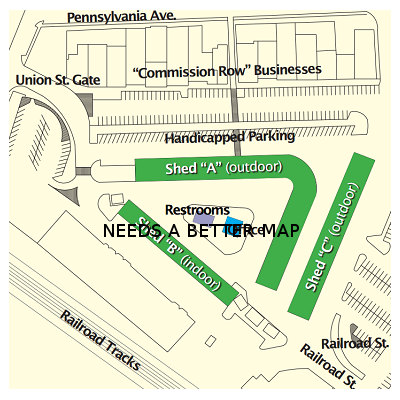 Pennsylvania Ave.
Union St. Gate
“Commission Row” Businesses
Handicapped Parking
Shed “A” (outdoor)
Restrooms
NEEDS A BETTER MAP
Shed “B” (indoor)
Shed “C” (outdoor)
Railroad Tracks
Railroad St.
Railroad St.